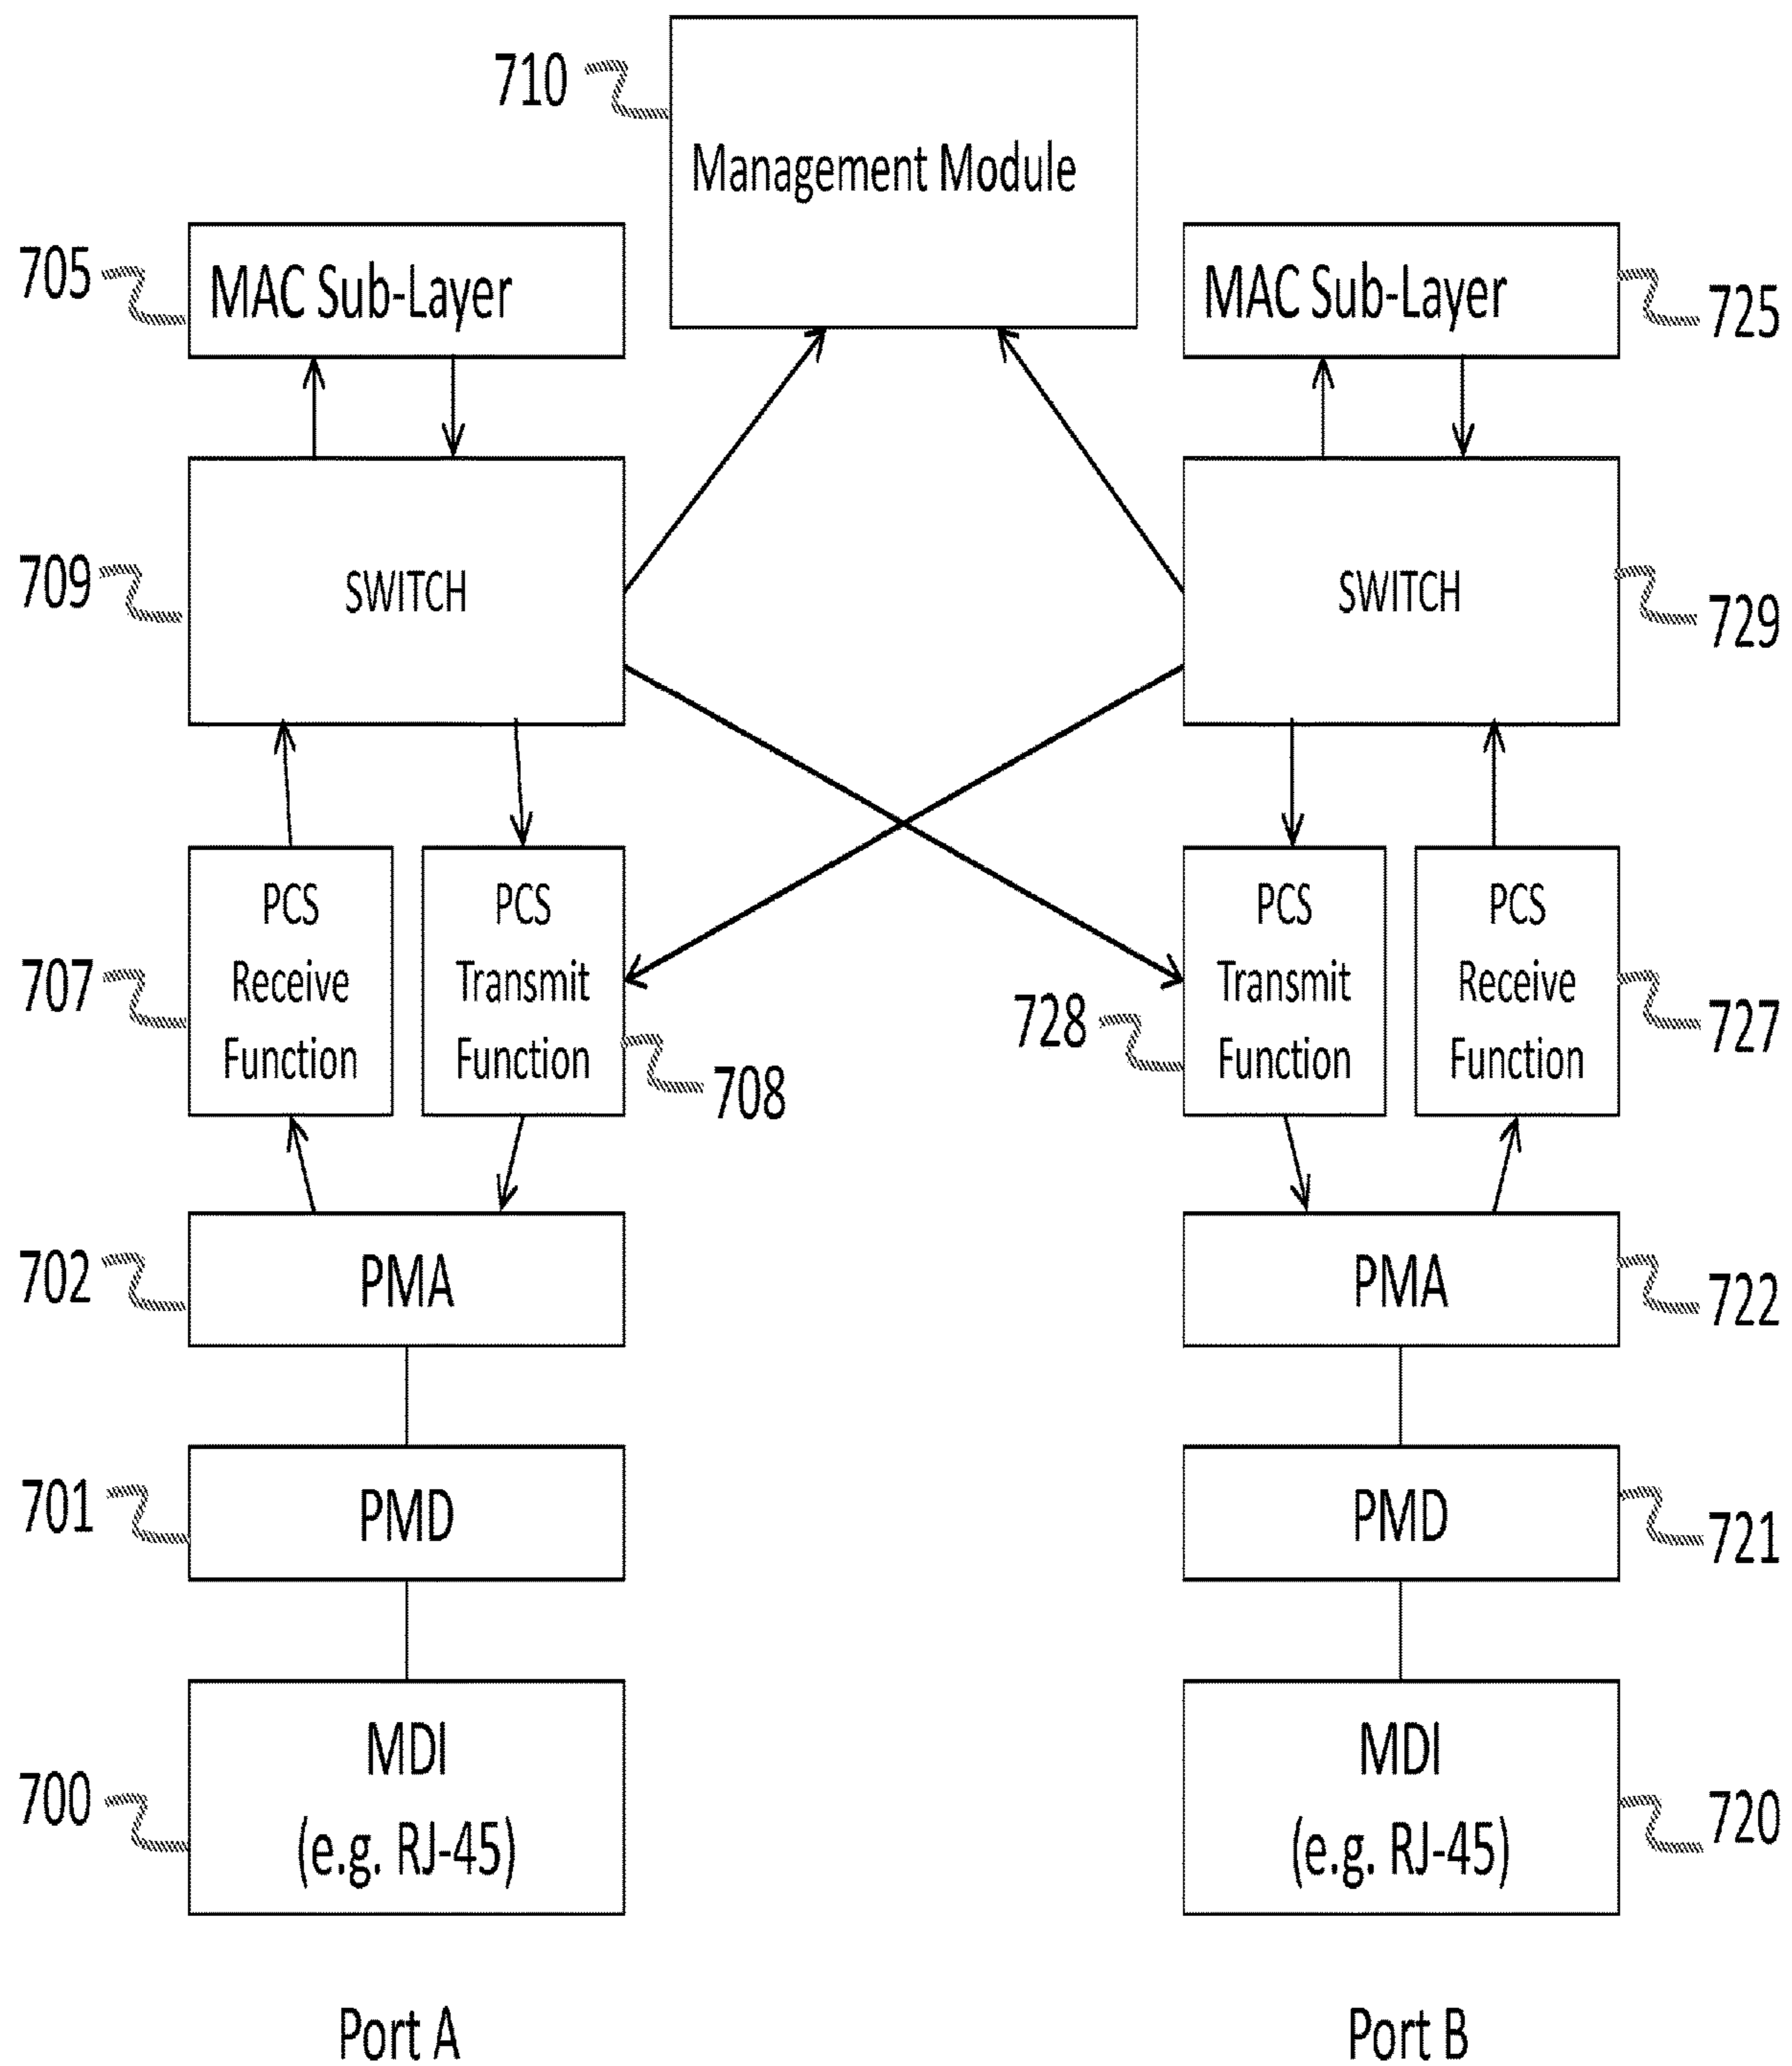 710
Management Module
705
MAC Sub-Layer
MAC Sub-Layer
725
709
SWITCH
SWITCH
729
707
PCS
Receive
Function
PCS
Transmit
Function
708
728
PCS
Transmit
Function
PCS
Receive
Function
727
702
PMA
PMA
722
701
PMD
PMD
721
700
MDI
(e.g. RJ-45)
MDI
(e.g. RJ-45)
720
Port A
Port B